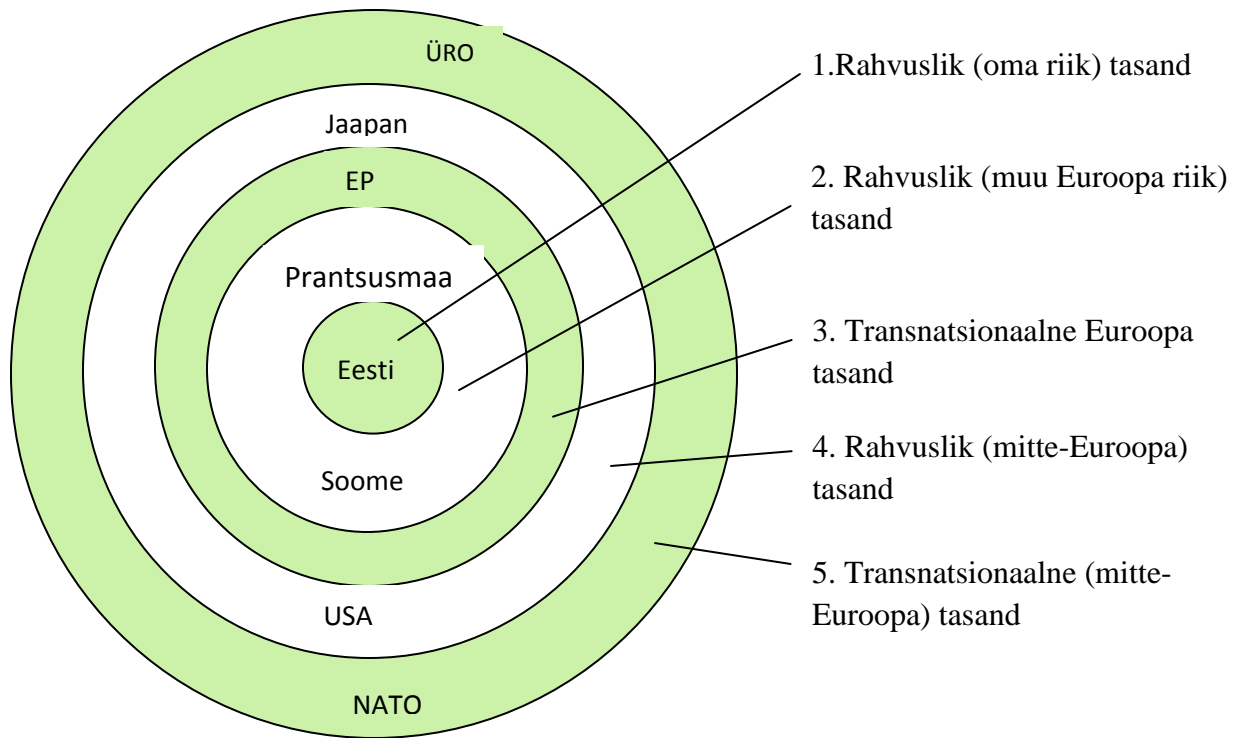 ÜRO
Jaapan
EP
Prantsusmaa
Eesti
Soome
USA
NATO
1.Rahvuslik (oma riik) tasand
2. Rahvuslik (muu Euroopa riik)
tasand
3. Transnatsionaalne Euroopa
tasand
4. Rahvuslik (mitte-Euroopa)
tasand
5. Transnatsionaalne (mitte-
Euroopa) tasand